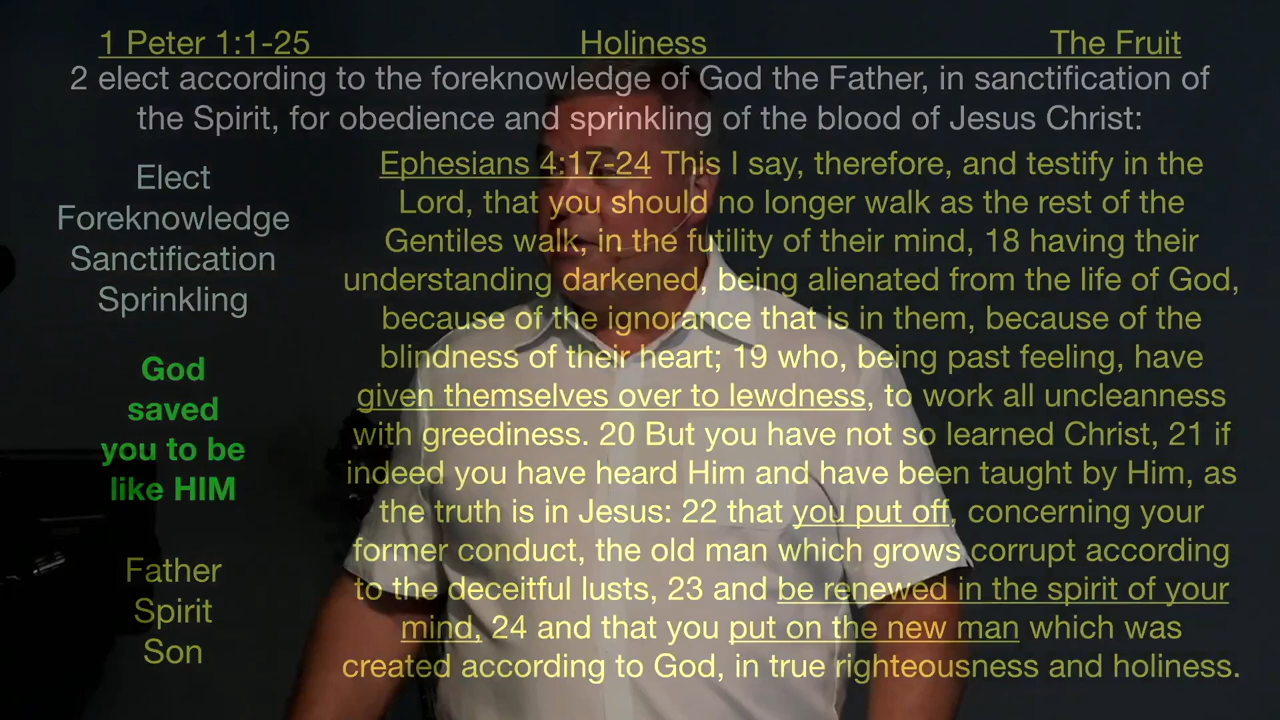 1 Peter 1:1-25 Holiness The Fruit
2 elect according to the foreknowledge of God the Father, in sanctification of
the Spirit, for obedience and sprinkling of the blood of Jesus Christ:
Elect
Foreknowledge
Sanctification
Sprinkling
God
saved
you to be
like HIM
Father
Spirit
Son
Ephesians 4:17-24 This I say, therefore, and testify in the
Lord, that you should no longer walk as the rest of the
Gentiles walk, in the futility of their mind, 18 having their
understanding darkened, being alienated from the life of God,
because of the ignorance that is in them, because of the
blindness of their heart; 19 who, being past feeling, have
given themselves over to lewdness, to work all uncleanness
with greediness. 20 But you have not so learned Christ, 21 if
indeed you have heard Him and have been taught by Him, as
the truth is in Jesus: 22 that you put off, concerning your
former conduct, the old man which grows corrupt according
to the deceitful lusts, 23 and be renewed in the spirit of your
mind, 24 and that you put on the new man which was
created according to God, in true righteousness and holiness.